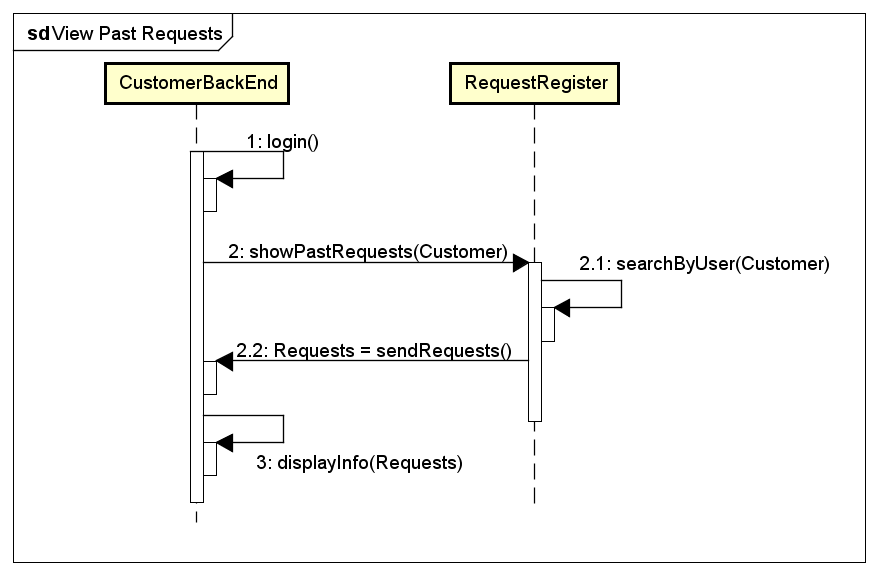 sd View Past Requests
CustomerBackEnd
RequestRegister
1: login()
2: showPastRequests(Customer)
2.1: searchByUser(Customer)
2.2: Requests = sendRequests()
3: displayInfo(Requests)